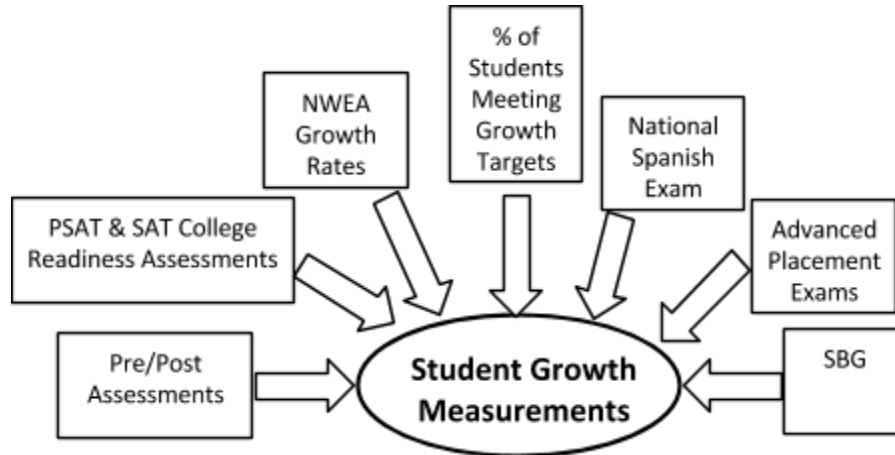 % of
Students
Meeting
Growth
Targets
NWEA
Growth
Rates
National
Spanish
Exam
PSAT & SAT College
Readiness Assessments
Advanced
Placement
Exams
Pre/Post
Assessments
SBG
Student Growth
Measurements